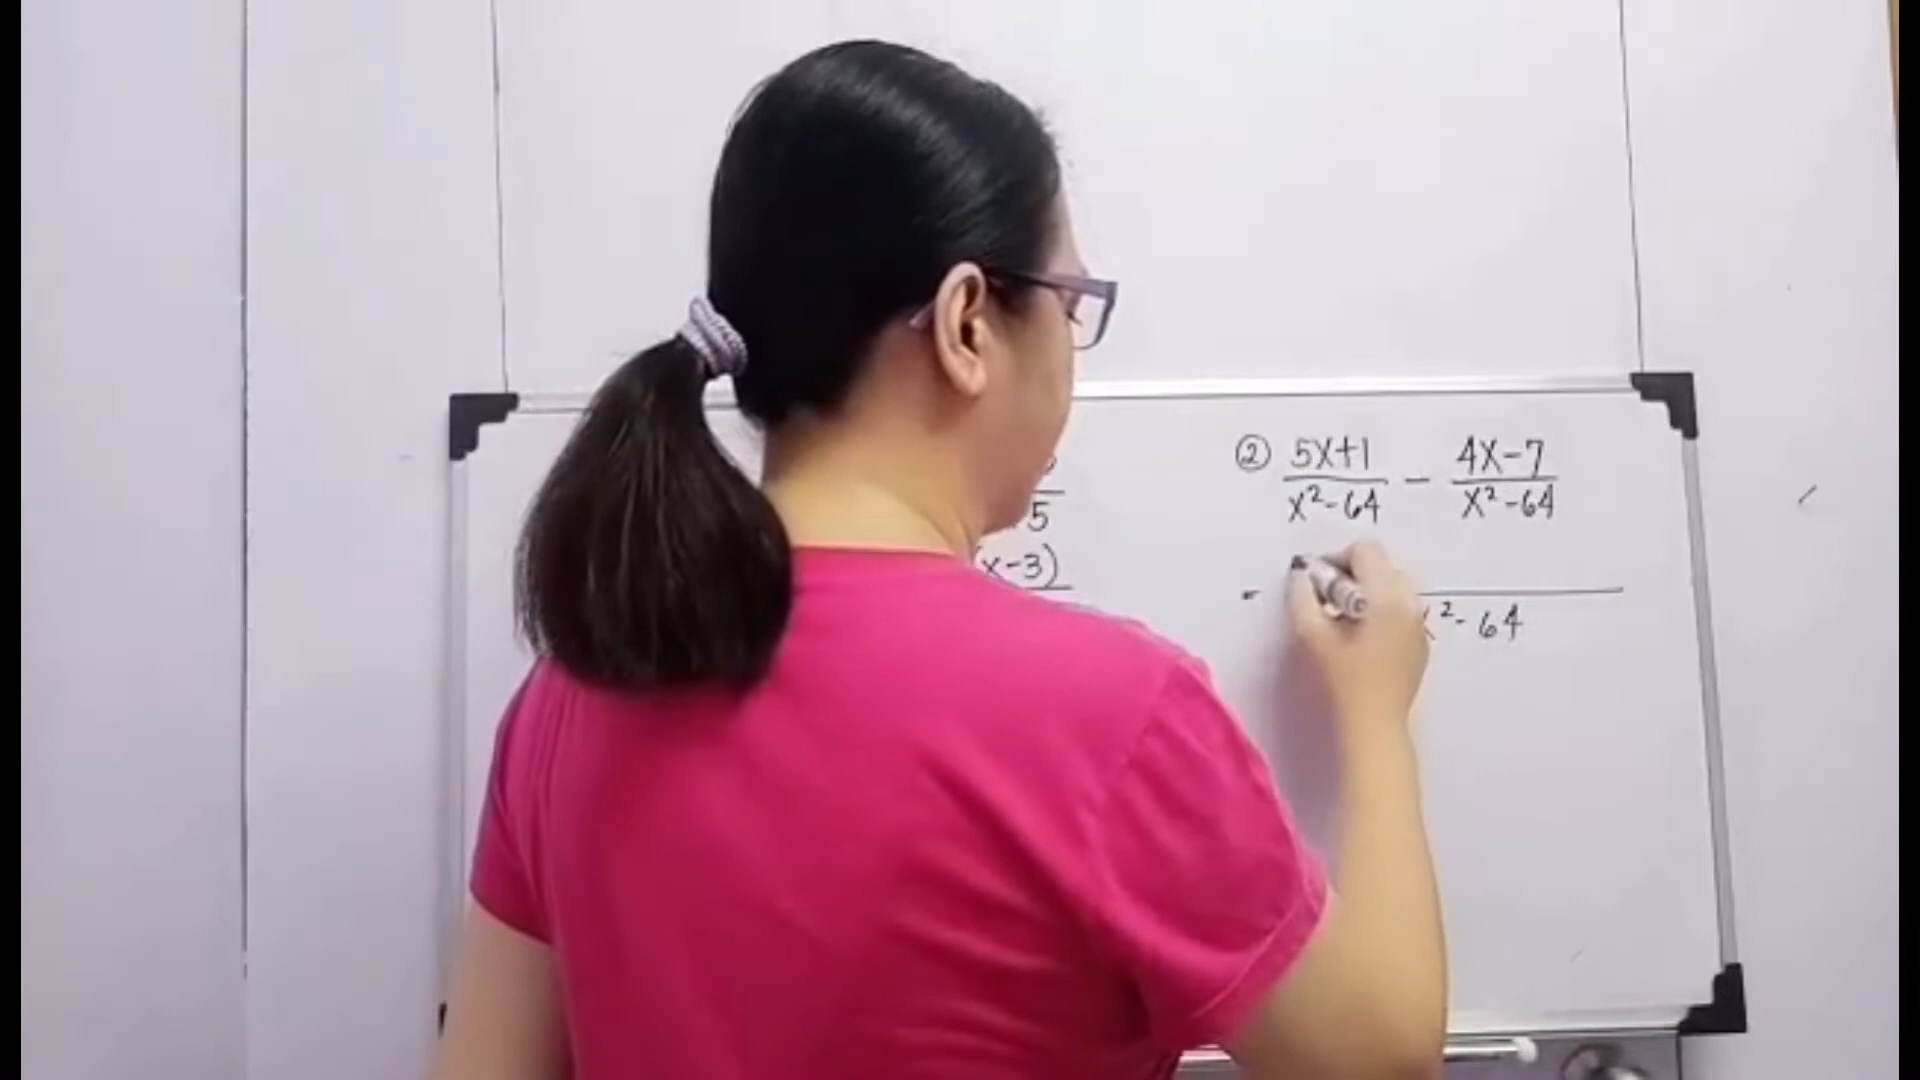 5
(x-3)
② 5x+1 / x²-64 - 4x-7 / x²-64
= / x²-64